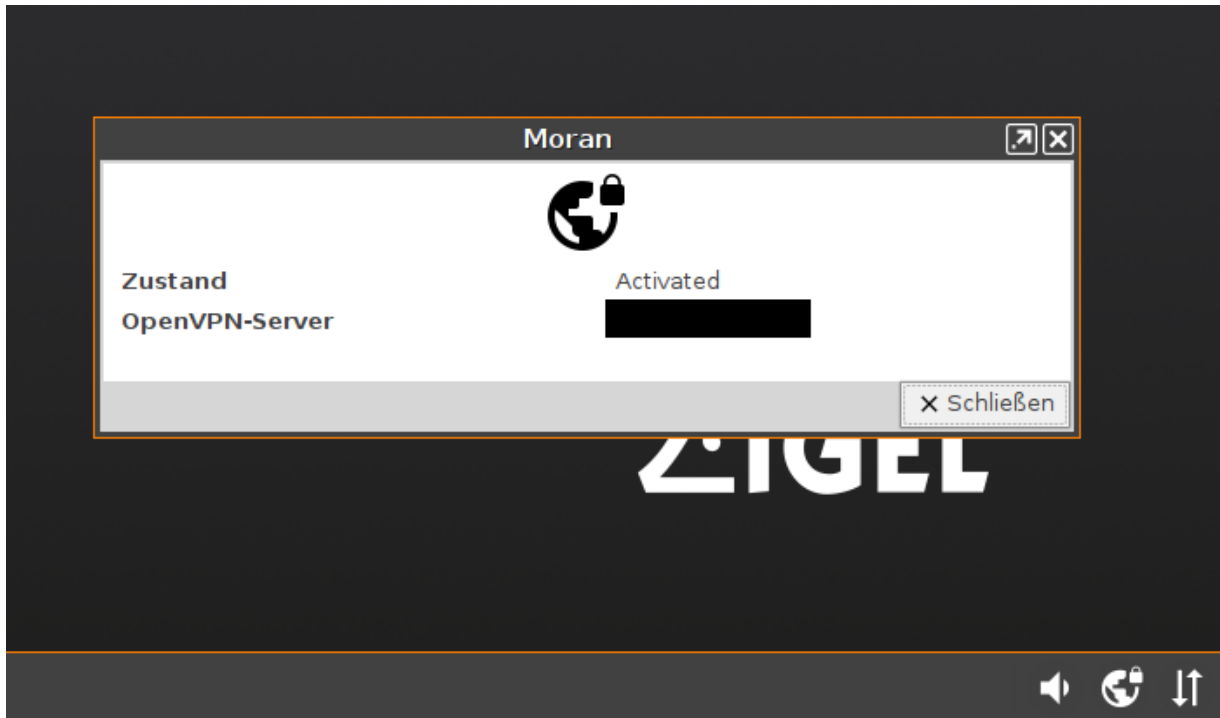 Moran
Zustand Activated
OpenVPN-Server
Schließen
IGEL